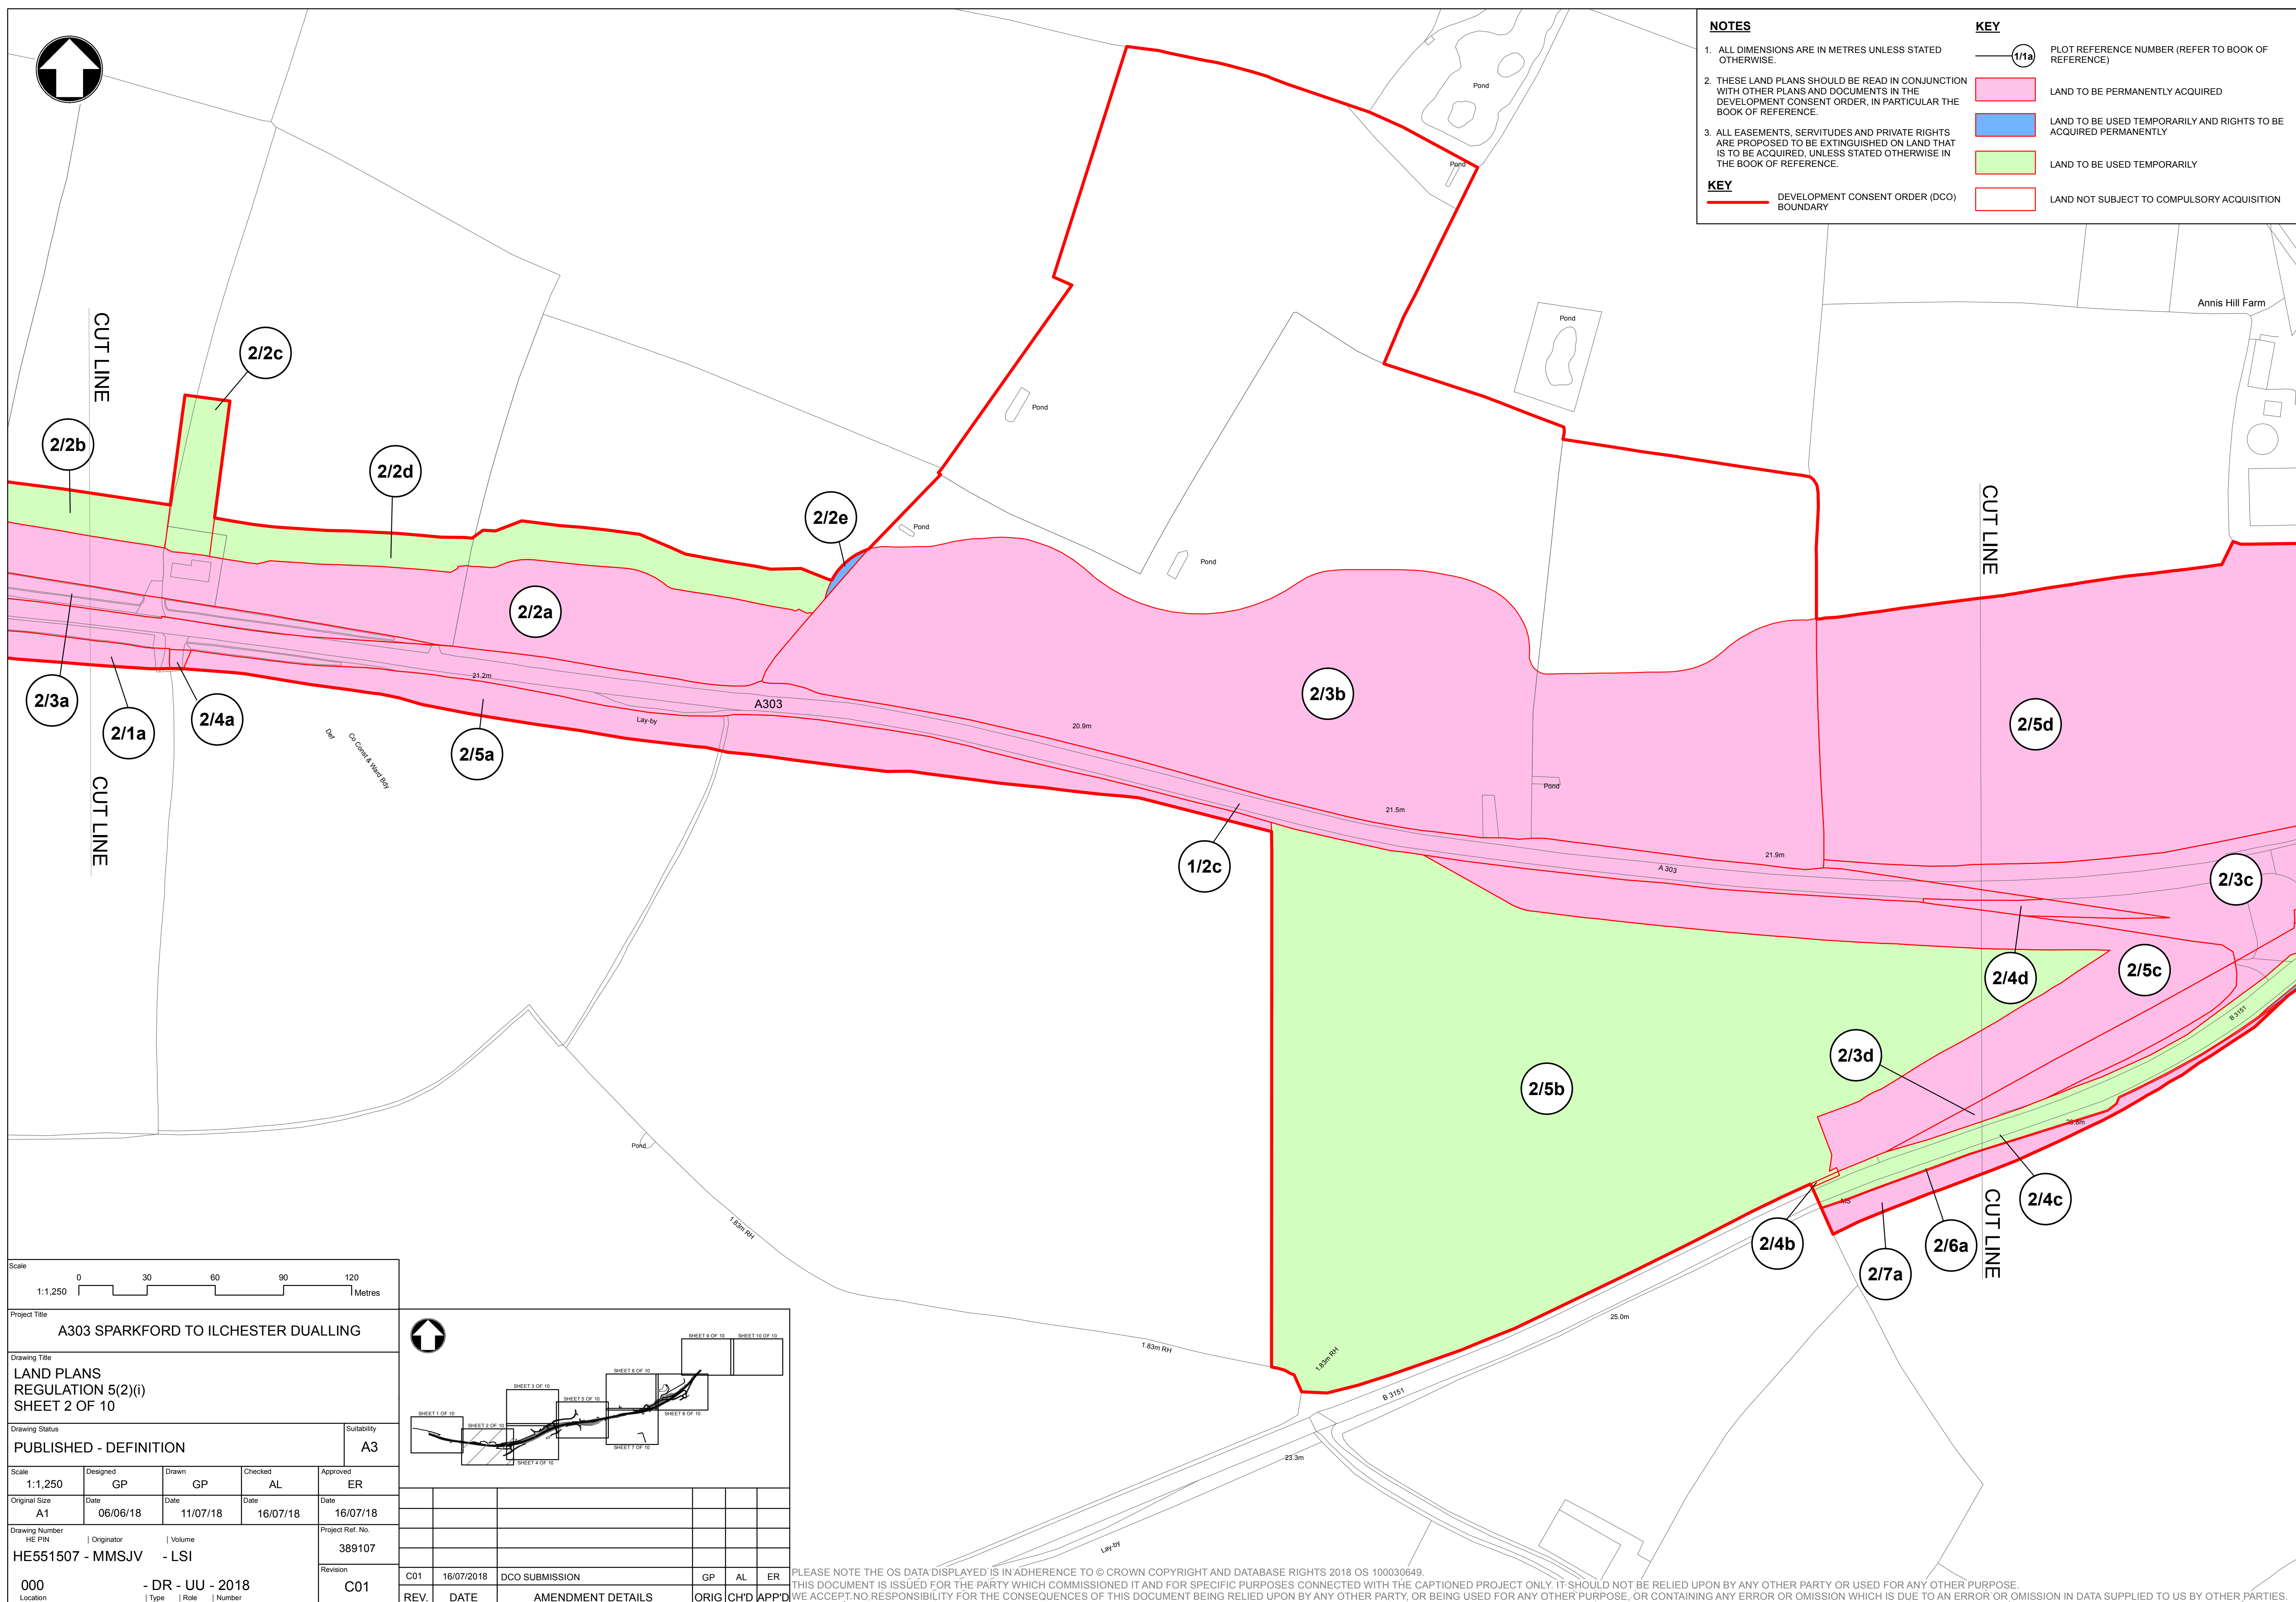 NOTES
1. ALL DIMENSIONS ARE IN METRES UNLESS STATED
OTHERWISE.
2. THESE LAND PLANS SHOULD BE READ IN CONJUNCTION
WITH OTHER PLANS AND DOCUMENTS IN THE
DEVELOPMENT CONSENT ORDER, IN PARTICULAR THE
BOOK OF REFERENCE.
3. ALL EASEMENTS, SERVITUDES AND PRIVATE RIGHTS
ARE PROPOSED TO BE EXTINGUISHED ON LAND THAT
IS TO BE ACQUIRED, UNLESS STATED OTHERWISE IN
THE BOOK OF REFERENCE.
KEY
DEVELOPMENT CONSENT ORDER (DCO)
BOUNDARY
KEY
1/1a
PLOT REFERENCE NUMBER (REFER TO BOOK OF
REFERENCE)
LAND TO BE PERMANENTLY ACQUIRED
LAND TO BE USED TEMPORARILY AND RIGHTS TO BE
ACQUIRED PERMANENTLY
LAND TO BE USED TEMPORARILY
LAND NOT SUBJECT TO COMPULSORY ACQUISITION
Pond
Pond
Pond
Annis Hill Farm
CUT LINE
2/2c
Pond
2/2b
2/2d
2/2e
Pond
Pond
CUT LINE
2/2a
2/3a
2/1a
2/4a
21.2m
2/5a
Lay-by
A303
20.9m
2/3b
2/5d
Def
Co Const & Ward Bdy
CUT LINE
Pond
21.5m
21.9m
1/2c
A 303
2/3c
2/4d
2/5c
B 3151
2/3d
2/5b
25.8m
Pond
MS
2/4c
2/4b
2/6a
2/7a
CUT LINE
1.83m RH
1.83m RH
1.83m RH
25.0m
B 3151
23.3m
Lay-by
Scale
1:1,250
0 30 60 90 120
Metres
Project Title
A303 SPARKFORD TO ILCHESTER DUALLING
Drawing Title
LAND PLANS
REGULATION 5(2)(i)
SHEET 2 OF 10
Drawing Status
PUBLISHED - DEFINITION
Suitability
A3
Scale
1:1,250
Designed
GP
Drawn
GP
Checked
AL
Approved
ER
Original Size
A1
Date
06/06/18
Date
11/07/18
Date
16/07/18
Date
16/07/18
Drawing Number
HE PIN | Originator | Volume
HE551507 - MMSJV - LSI
000 - DR - UU - 2018
Location | Type | Role | Number
Project Ref. No.
389107
Revision
C01
SHEET 1 OF 10
SHEET 2 OF 10
SHEET 3 OF 10
SHEET 4 OF 10
SHEET 5 OF 10
SHEET 6 OF 10
SHEET 7 OF 10
SHEET 8 OF 10
SHEET 9 OF 10
SHEET 10 OF 10
C01 16/07/2018 DCO SUBMISSION GP AL ER
REV. DATE AMENDMENT DETAILS ORIG CH'D APP'D
PLEASE NOTE THE OS DATA DISPLAYED IS IN ADHERENCE TO © CROWN COPYRIGHT AND DATABASE RIGHTS 2018 OS 100030649.
THIS DOCUMENT IS ISSUED FOR THE PARTY WHICH COMMISSIONED IT AND FOR SPECIFIC PURPOSES CONNECTED WITH THE CAPTIONED PROJECT ONLY. IT SHOULD NOT BE RELIED UPON BY ANY OTHER PARTY OR USED FOR ANY OTHER PURPOSE.
WE ACCEPT NO RESPONSIBILITY FOR THE CONSEQUENCES OF THIS DOCUMENT BEING RELIED UPON BY ANY OTHER PARTY, OR BEING USED FOR ANY OTHER PURPOSE, OR CONTAINING ANY ERROR OR OMISSION WHICH IS DUE TO AN ERROR OR OMISSION IN DATA SUPPLIED TO US BY OTHER PARTIES.